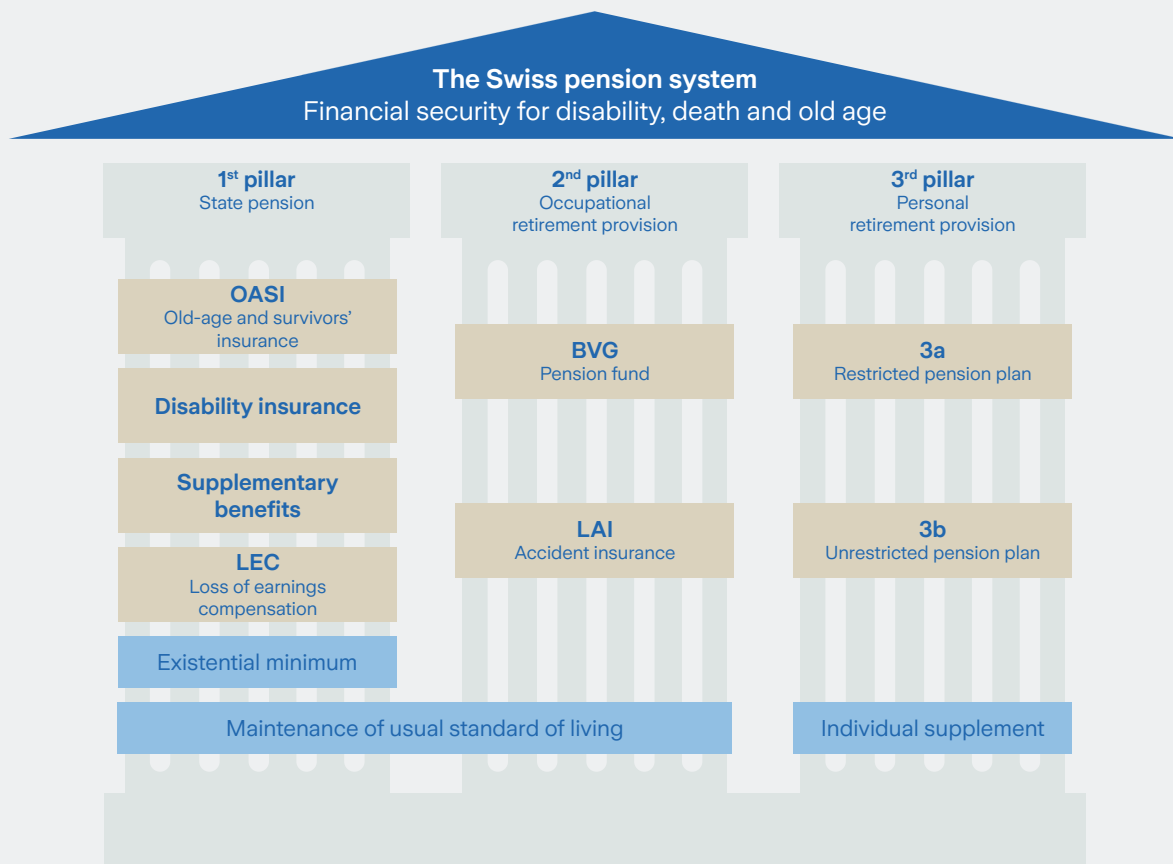 The Swiss pension system
Financial security for disability, death and old age
1st pillar
State pension
OASI
Old-age and survivors’
insurance
Disability insurance
Supplementary
benefits
LEC
Loss of earnings
compensation
Existential minimum
2nd pillar
Occupational
retirement provision
BVG
Pension fund
LAI
Accident insurance
Maintenance of usual standard of living
3rd pillar
Personal
retirement provision
3a
Restricted pension plan
3b
Unrestricted pension plan
Individual supplement